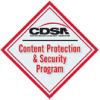 CDSA
Content Protection
& Security
Program